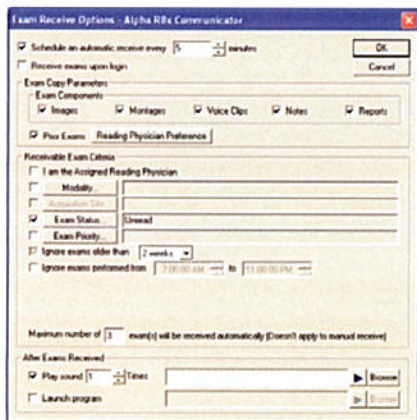 Exam Receive Options - Alpha RBx Communicator
Schedule an automatic receive every 5 minutes
OK
Receive exams upon login
Cancel
Exam Copy Parameters
Exam Components
Images Montages Voice Clips Notes Reports
Prior Exams Reading Physician Preference
Receivable Exam Criteria
I am the Assigned Reading Physician
Modality...
Acquisition Site...
Exam Status... Unread
Exam Priority...
Ignore exams older than 2 weeks
Ignore exams performed from 2:00:00 AM to 11:00:00 PM
Maximum number of 3 exam(s) will be received automatically (Doesn't apply to manual receive)
After Exams Received
Play sound 1 Times Browse
Launch program Browse